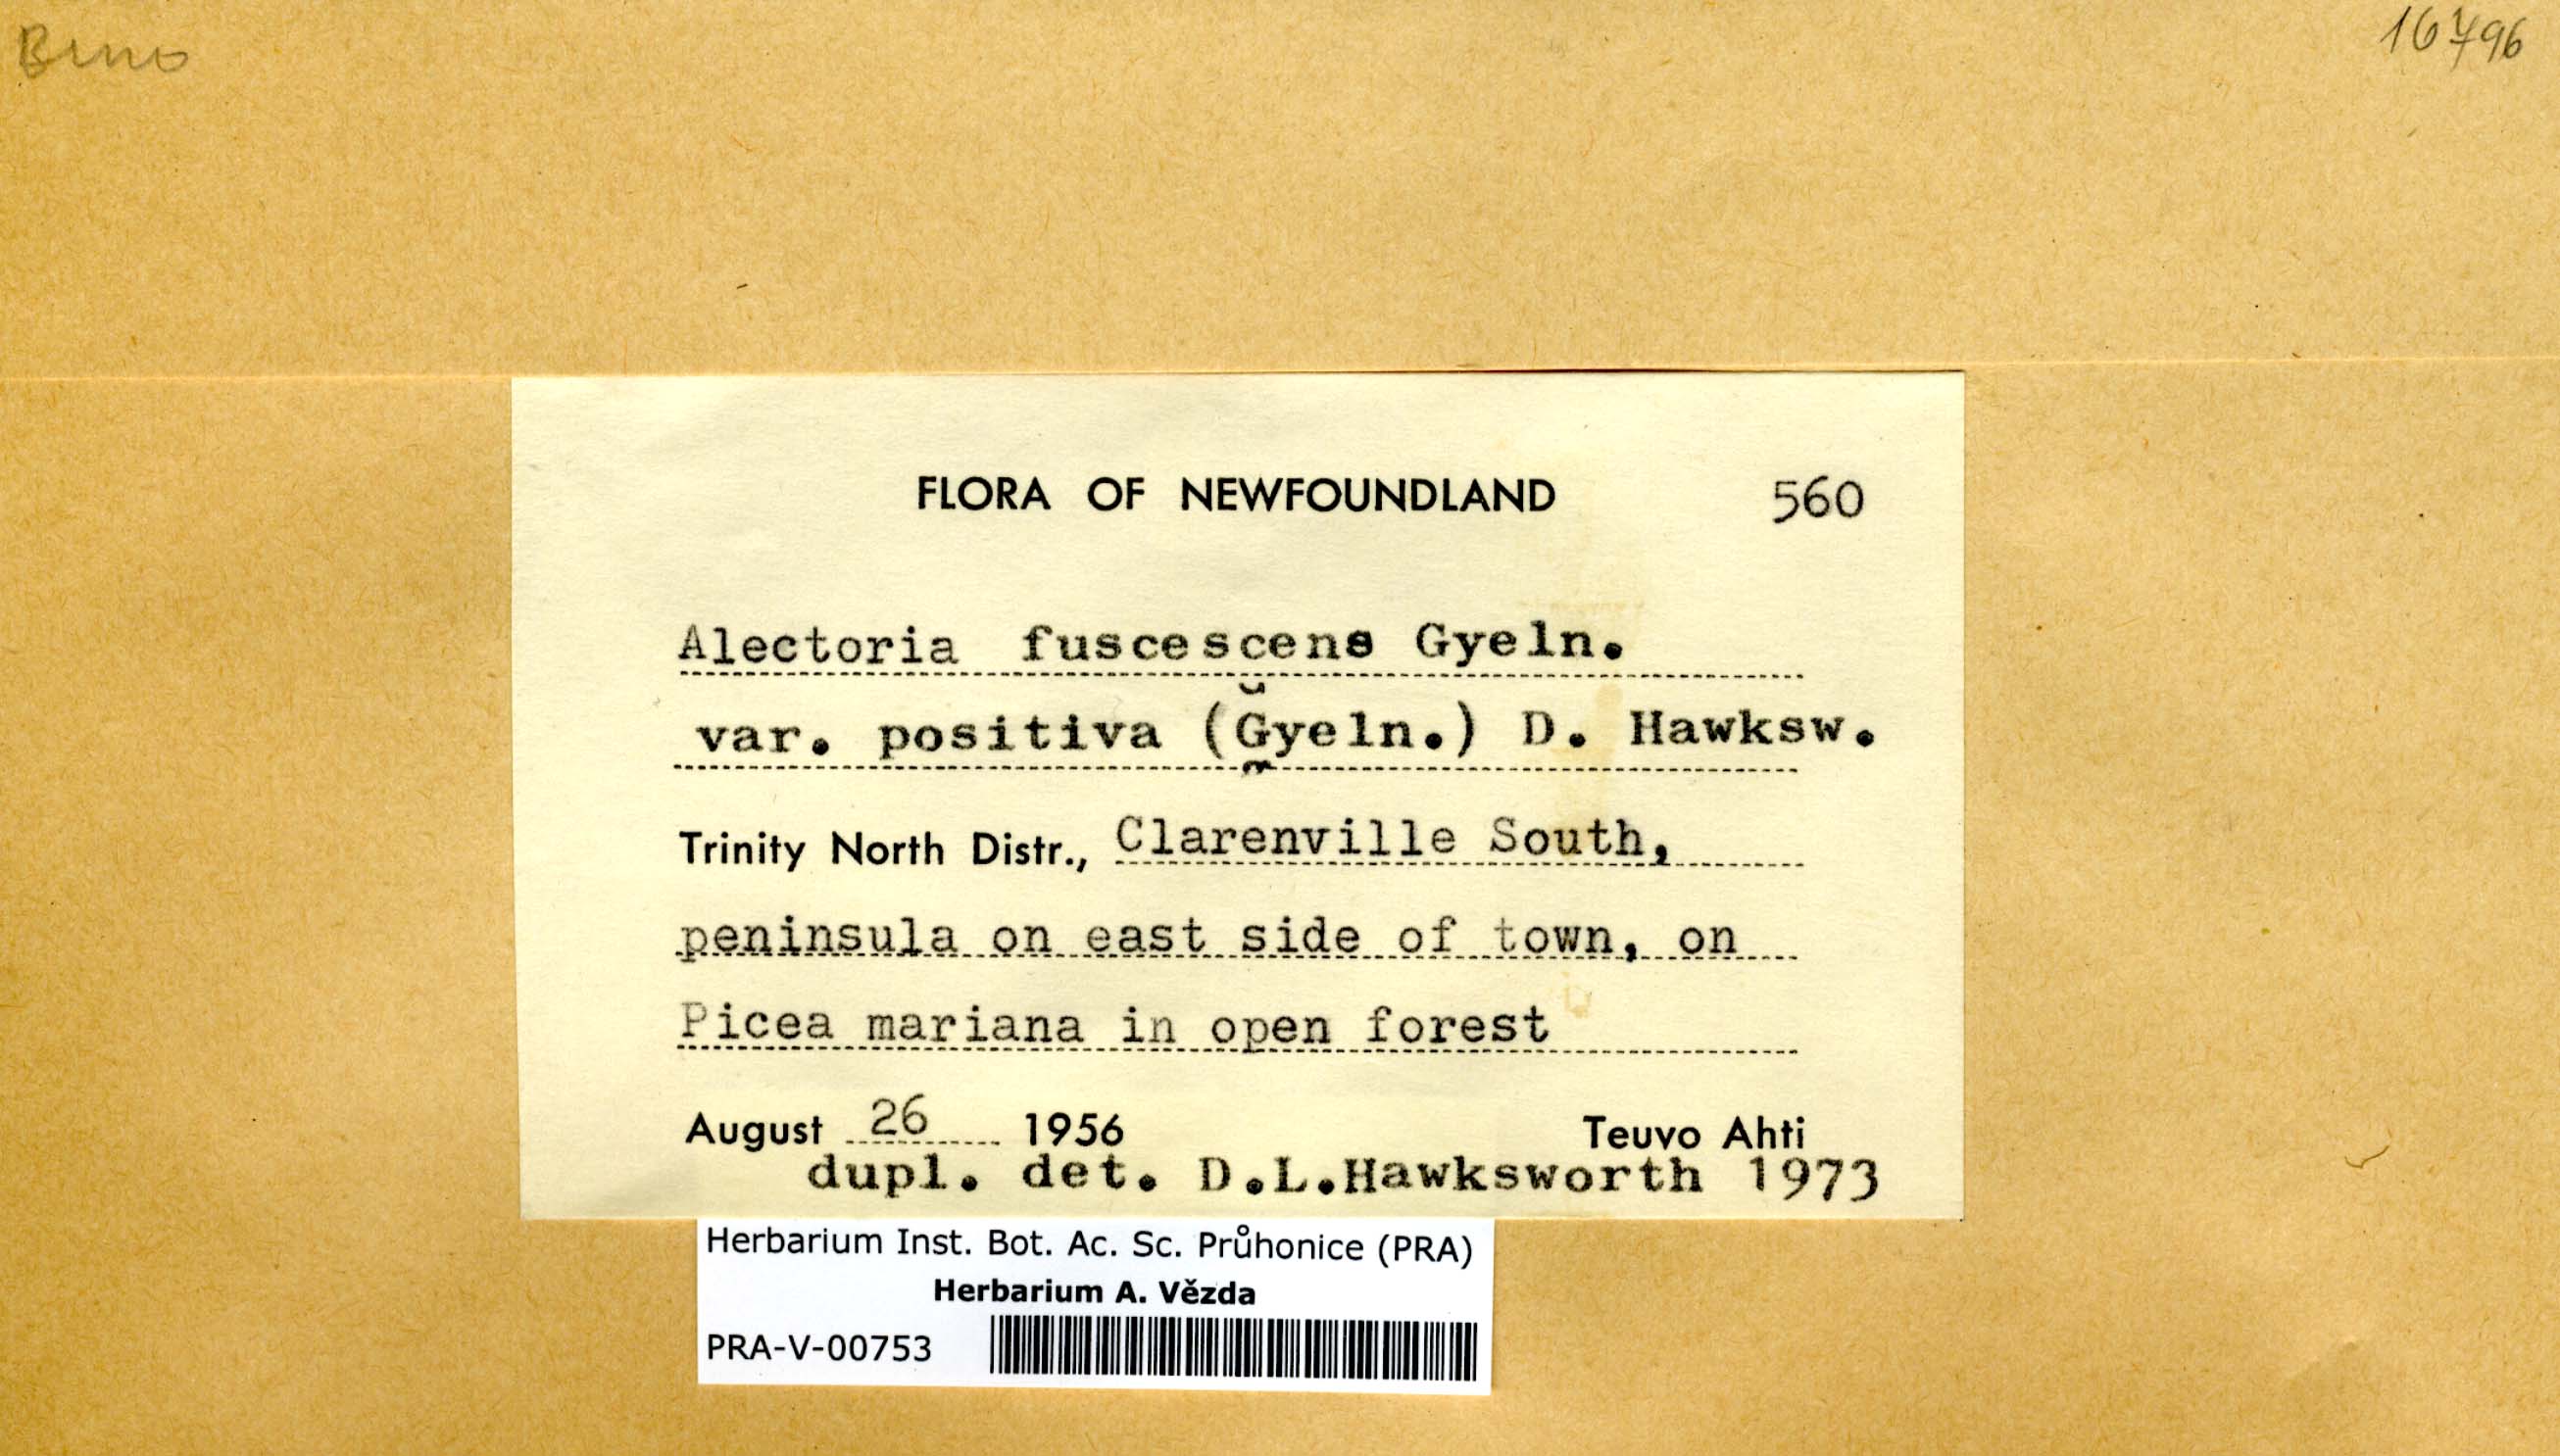 Brno
16796
FLORA OF NEWFOUNDLAND 560
Alectoria fuscescens Gyeln.
var. positiva (Gyeln.) D. Hawksw.
Trinity North Distr., Clarenville South,
peninsula on east side of town, on
Picea mariana in open forest
August 26 1956 Teuvo Ahti
dupl. det. D.L.Hawksworth 1973
Herbarium Inst. Bot. Ac. Sc. Průhonice (PRA)
Herbarium A. Vězda
PRA-V-00753